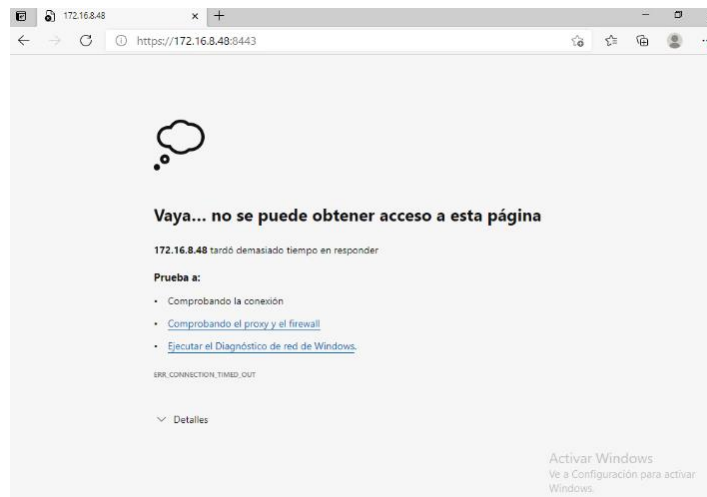 172.16.8.48
https://172.16.8.48:8443
Vaya... no se puede obtener acceso a esta página
172.16.8.48 tardó demasiado tiempo en responder
Prueba a:
• Comprobando la conexión
• Comprobando el proxy y el firewall
• Ejecutar el Diagnóstico de red de Windows.
ERR_CONNECTION_TIMED_OUT
Detalles
Activar Windows
Ve a Configuración para activar
Windows.